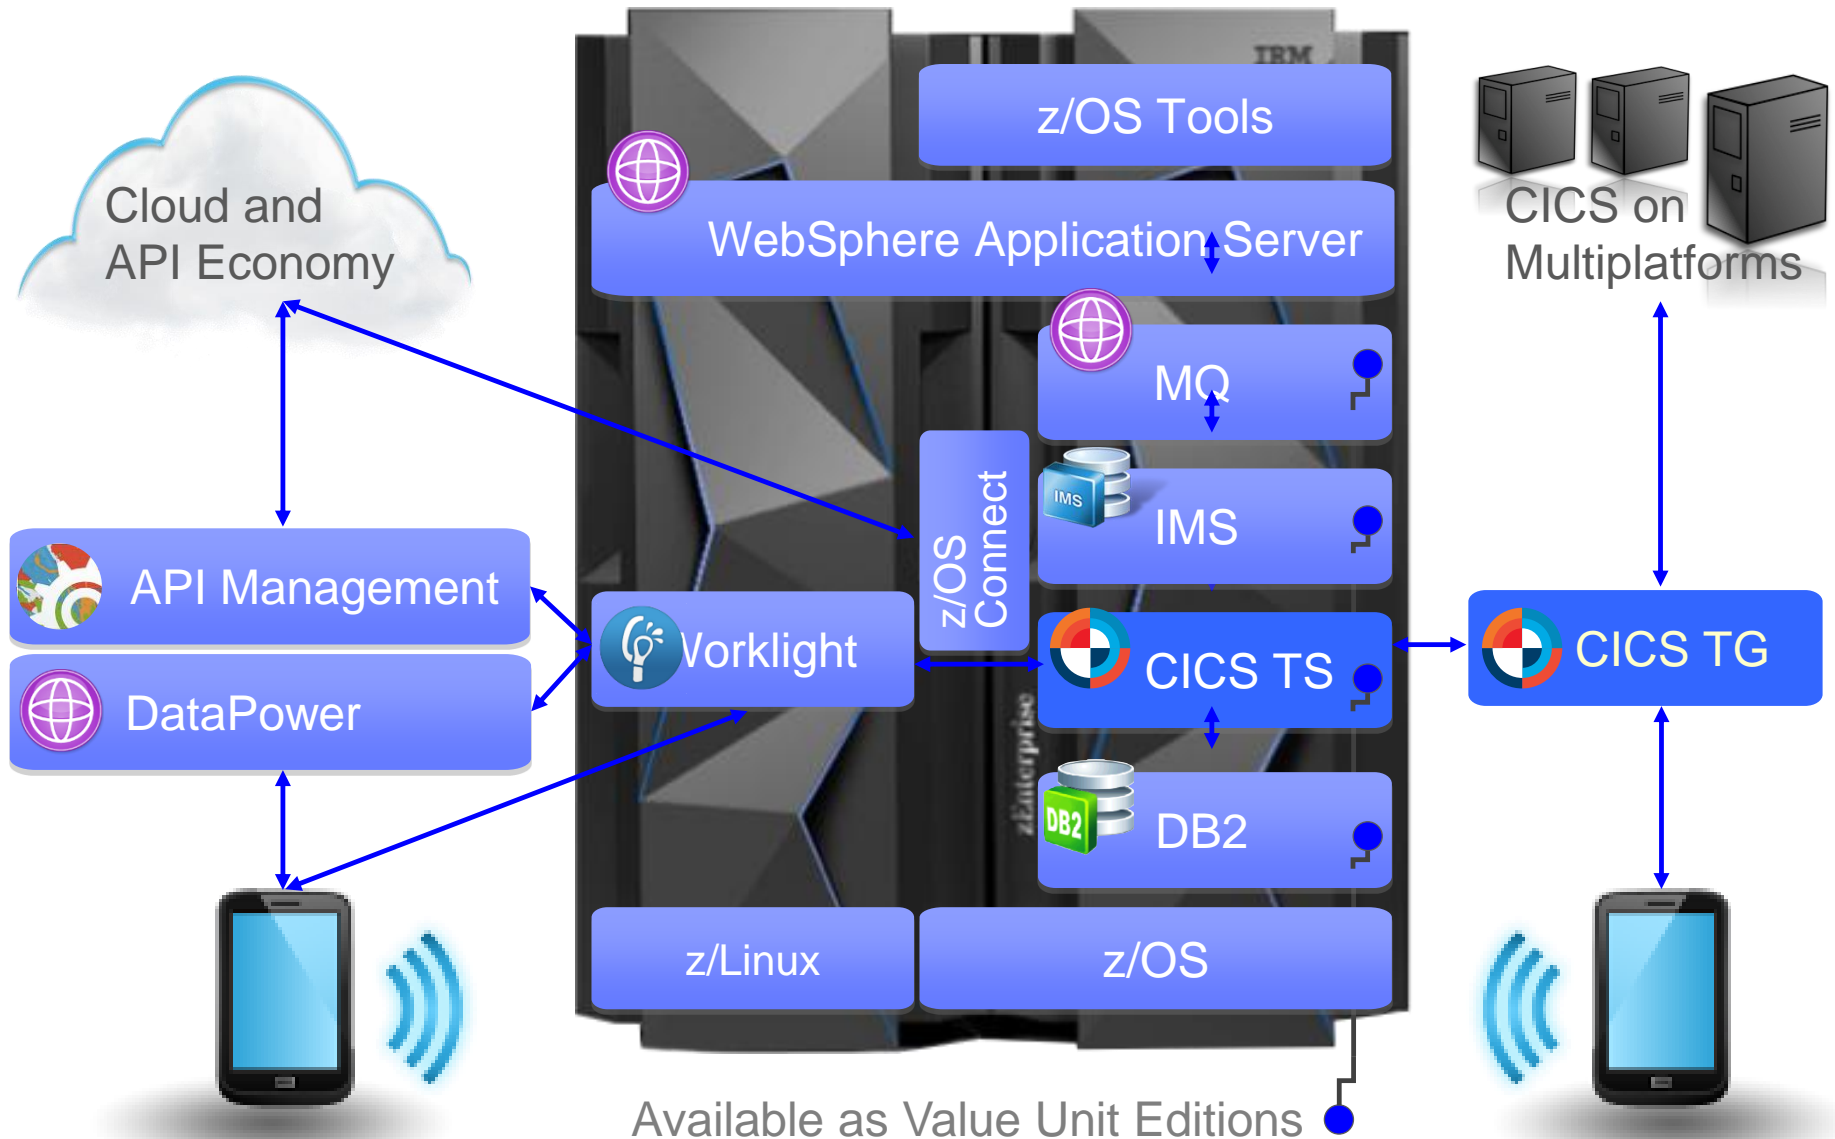 IBM
z/OS Tools
Cloud and
API Economy
WebSphere Application Server
CICS on
Multiplatforms
MQ
z/OS
Connect
IMS
IMS
API Management
Worklight
CICS TS
CICS TG
DataPower
zEnterprise
DB2
DB2
z/Linux
z/OS
Available as Value Unit Editions